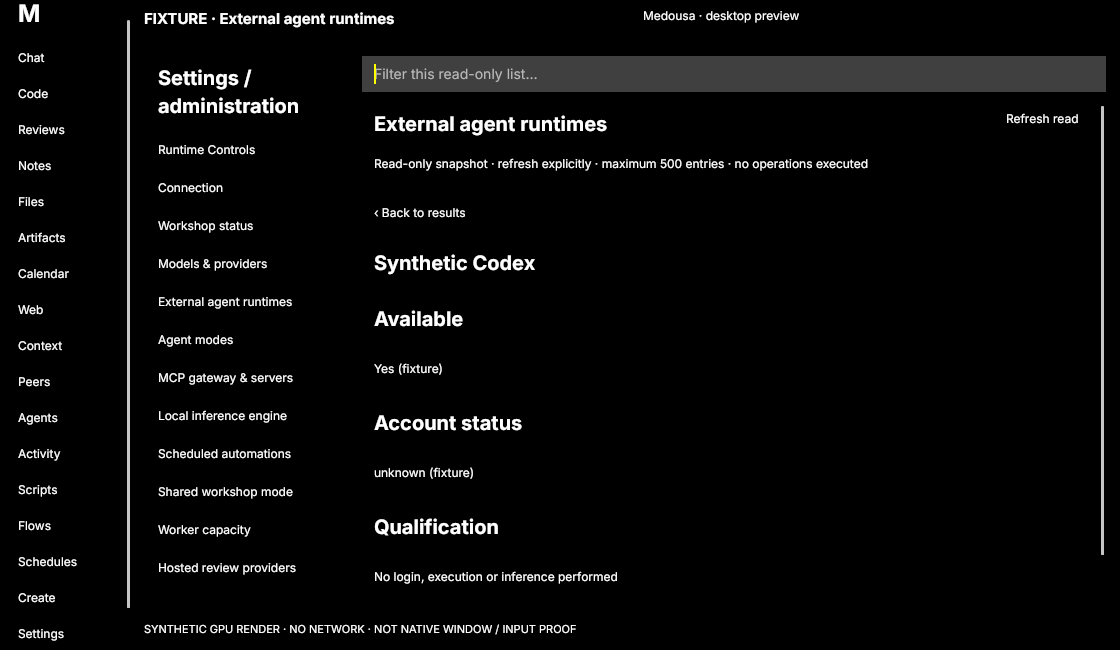 M
Chat
Code
Reviews
Notes
Files
Artifacts
Calendar
Web
Context
Peers
Agents
Activity
Scripts
Flows
Schedules
Create
Settings
FIXTURE · External agent runtimes
Medousa · desktop preview
Settings /
administration
Runtime Controls
Connection
Workshop status
Models & providers
External agent runtimes
Agent modes
MCP gateway & servers
Local inference engine
Scheduled automations
Shared workshop mode
Worker capacity
Hosted review providers
Filter this read-only list...
External agent runtimes
Refresh read
Read-only snapshot · refresh explicitly · maximum 500 entries · no operations executed
‹ Back to results
Synthetic Codex
Available
Yes (fixture)
Account status
unknown (fixture)
Qualification
No login, execution or inference performed
SYNTHETIC GPU RENDER · NO NETWORK · NOT NATIVE WINDOW / INPUT PROOF